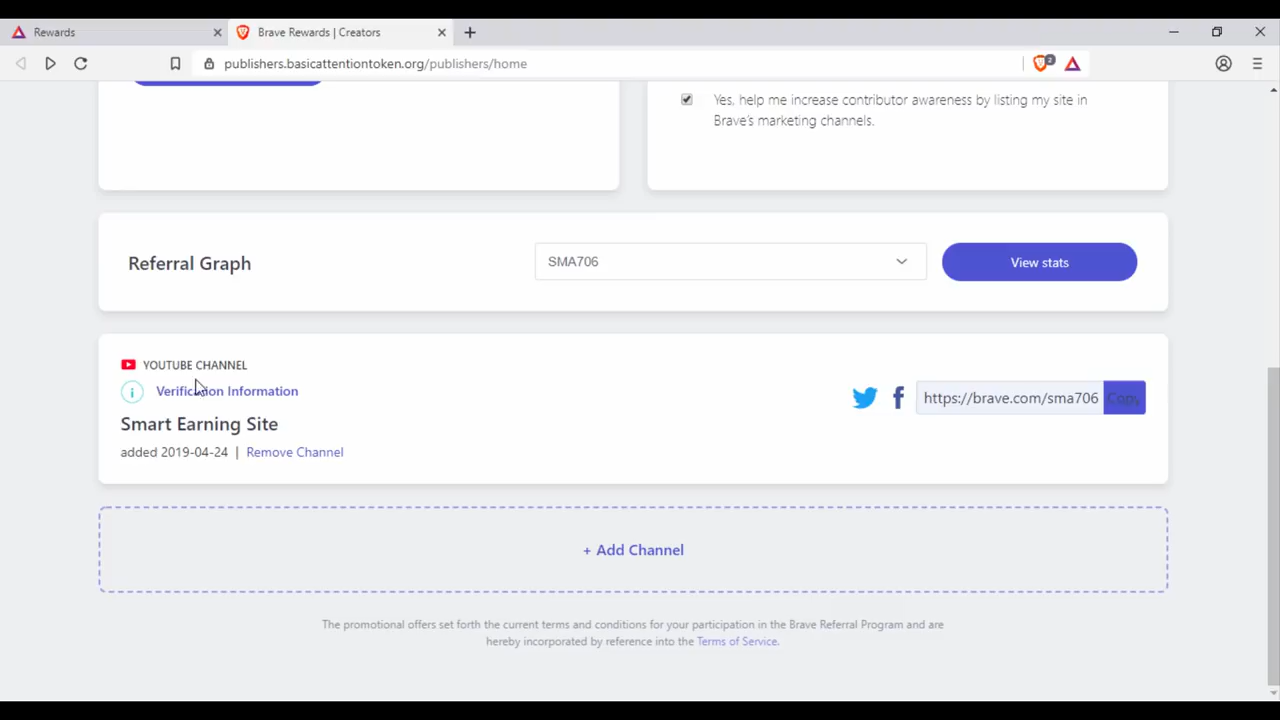 Rewards
Brave Rewards | Creators
publishers.basicattentiontoken.org/publishers/home
2
Yes, help me increase contributor awareness by listing my site in
Brave's marketing channels.
Referral Graph
SMA706
View stats
YOUTUBE CHANNEL
Verification Information
Smart Earning Site
added 2019-04-24 | Remove Channel
https://brave.com/sma706
Copy
+ Add Channel
The promotional offers set forth the current terms and conditions for your participation in the Brave Referral Program and are
hereby incorporated by reference into the Terms of Service.